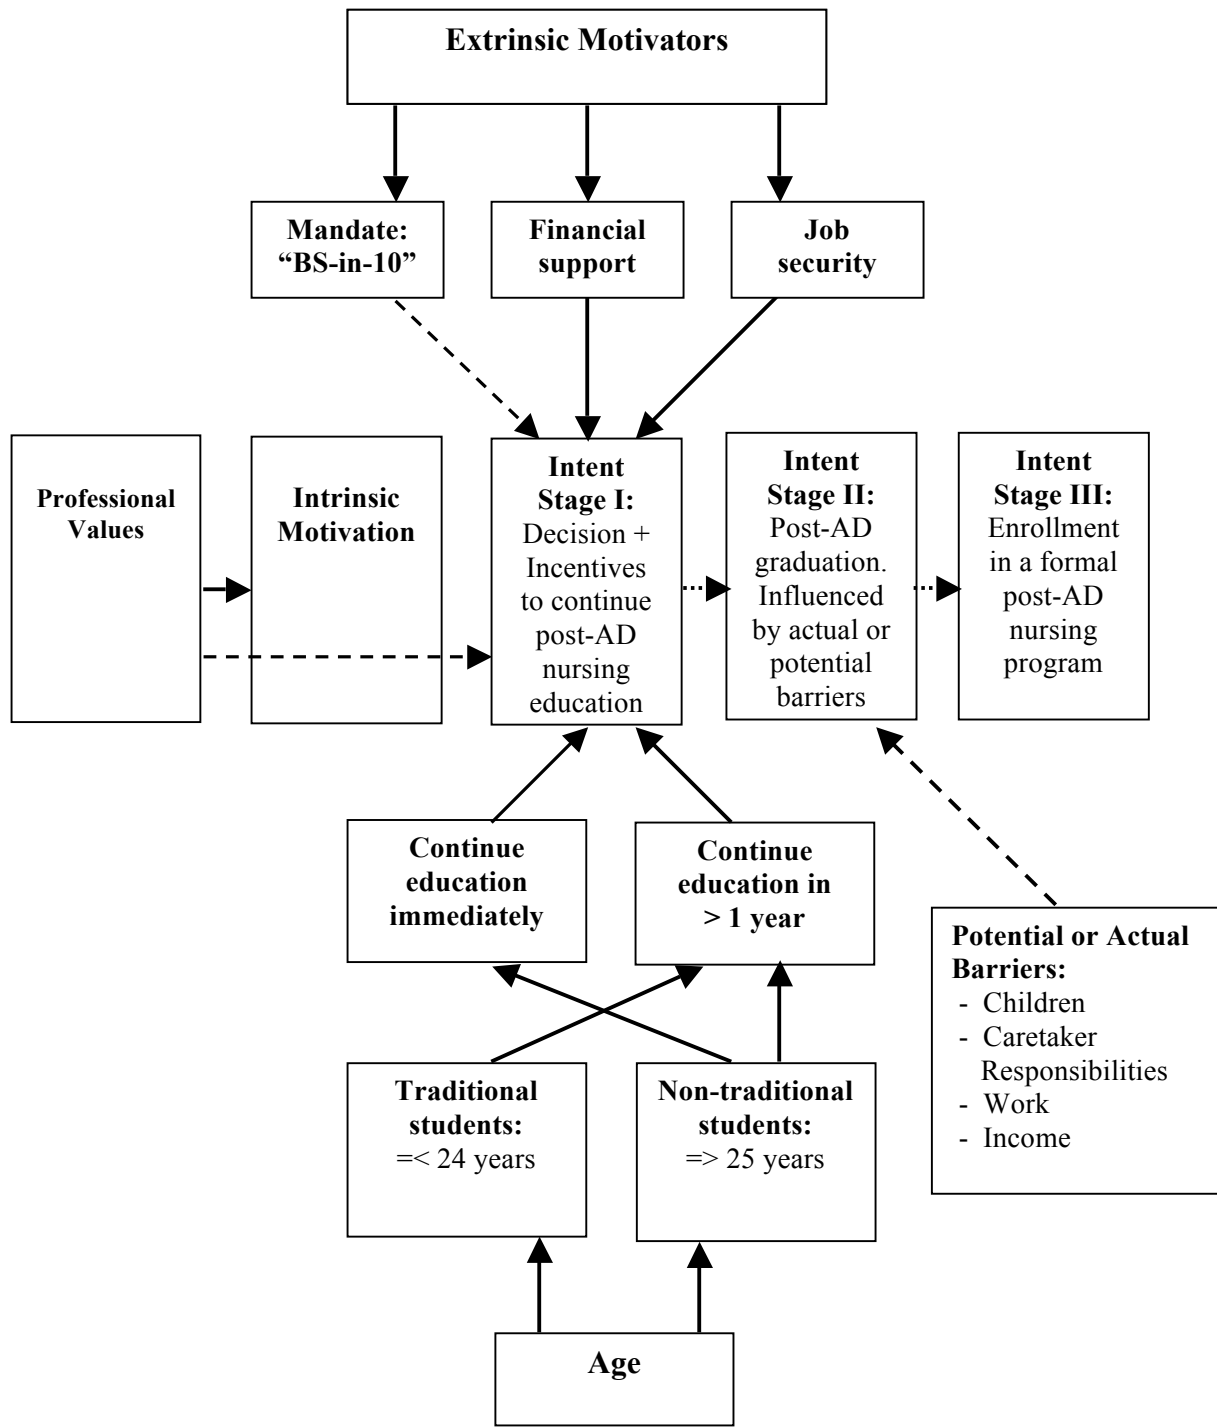 Extrinsic Motivators
Mandate:
“BS-in-10”
Financial
support
Job
security
Professional
Values
Intrinsic
Motivation
Intent
Stage I:
Decision +
Incentives
to continue
post-AD
nursing
education
Intent
Stage II:
Post-AD
graduation.
Influenced
by actual or
potential
barriers
Intent
Stage III:
Enrollment
in a formal
post-AD
nursing
program
Continue
education
immediately
Continue
education in
> 1 year
Potential or Actual
Barriers:
- Children
- Caretaker
Responsibilities
- Work
- Income
Traditional
students:
=< 24 years
Non-traditional
students:
=> 25 years
Age